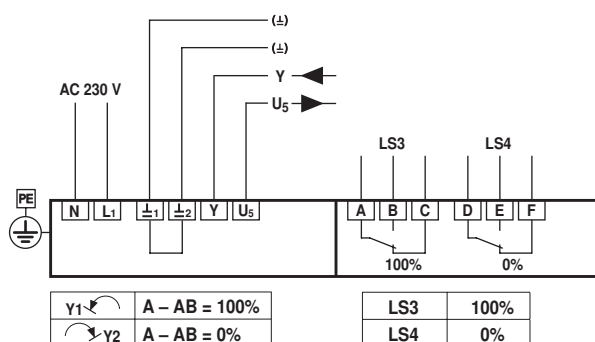 (⊥)
(⊥)
Y
AC 230 V
U5
LS3 LS4
PE
N L1 ⊥1 ⊥2 Y U5 A B C D E F
100% 0%
Y1 A – AB = 100%
Y2 A – AB = 0%
LS3 100%
LS4 0%